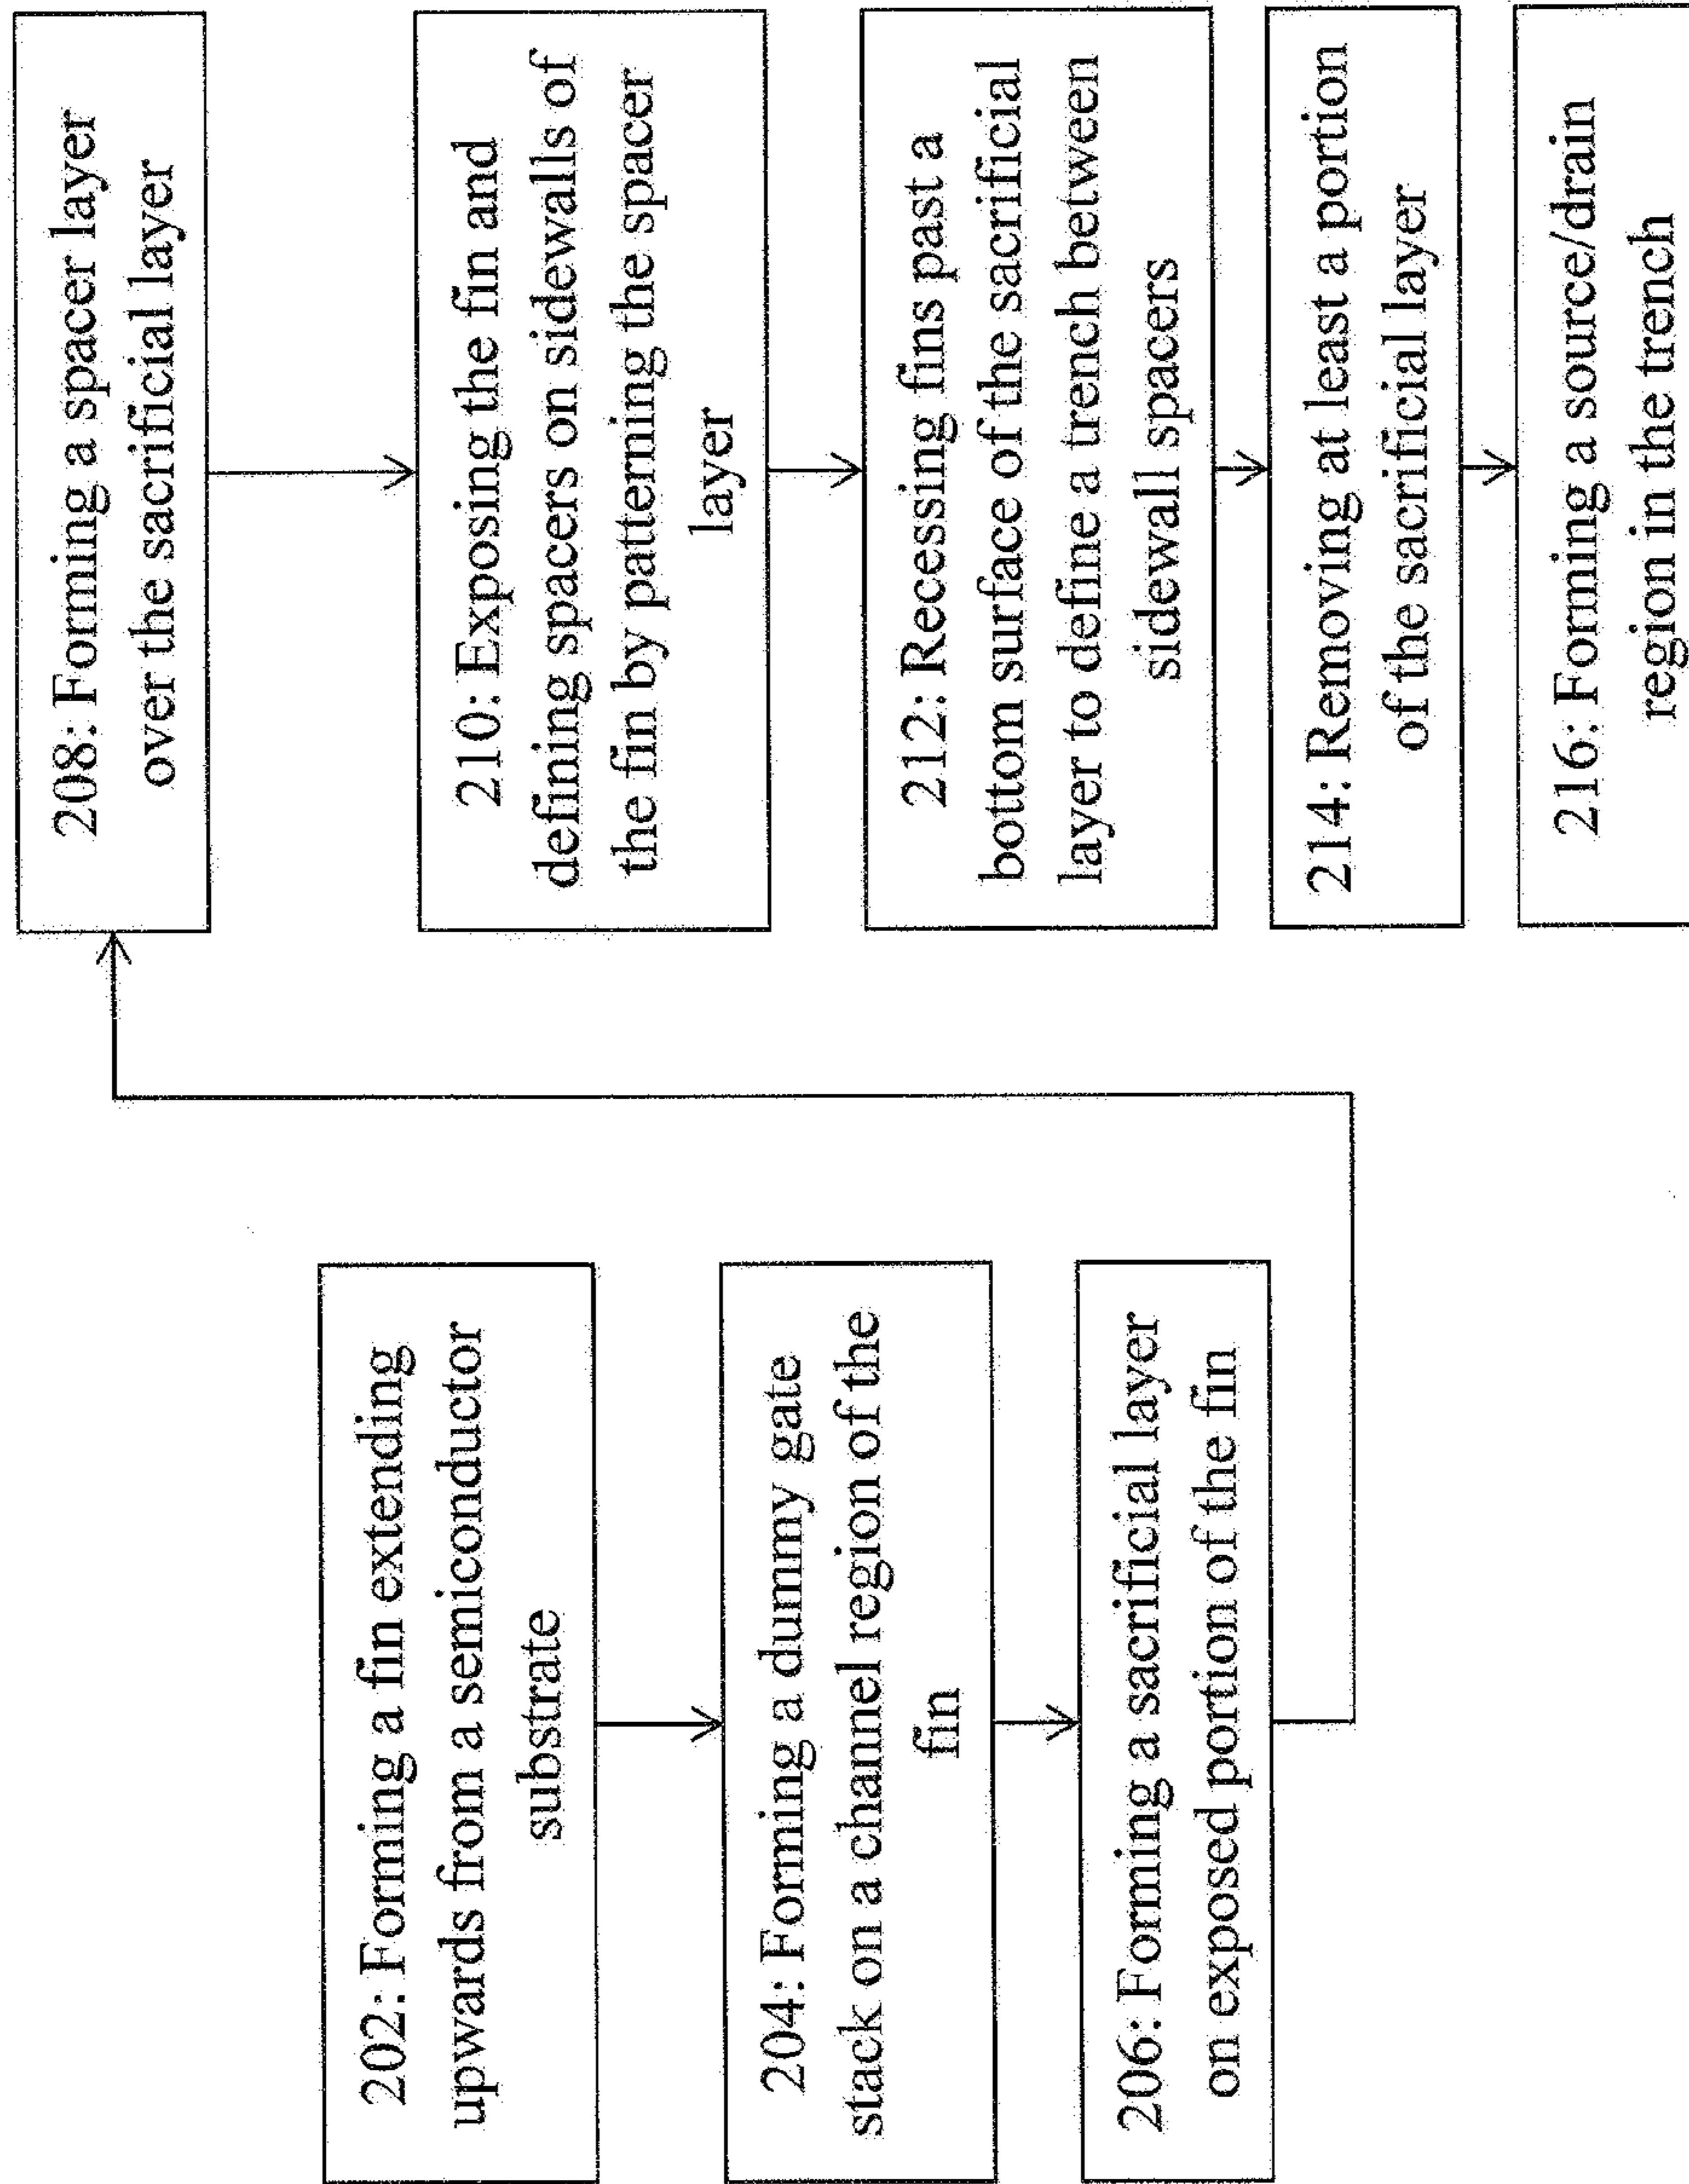 202: Forming a fin extending
upwards from a semiconductor
substrate
204: Forming a dummy gate
stack on a channel region of the
fin
206: Forming a sacrificial layer
on exposed portion of the fin
208: Forming a spacer layer
over the sacrificial layer
210: Exposing the fin and
defining spacers on sidewalls of
the fin by patterning the spacer
layer
212: Recessing fins past a
bottom surface of the sacrificial
layer to define a trench between
sidewall spacers
214: Removing at least a portion
of the sacrificial layer
216: Forming a source/drain
region in the trench